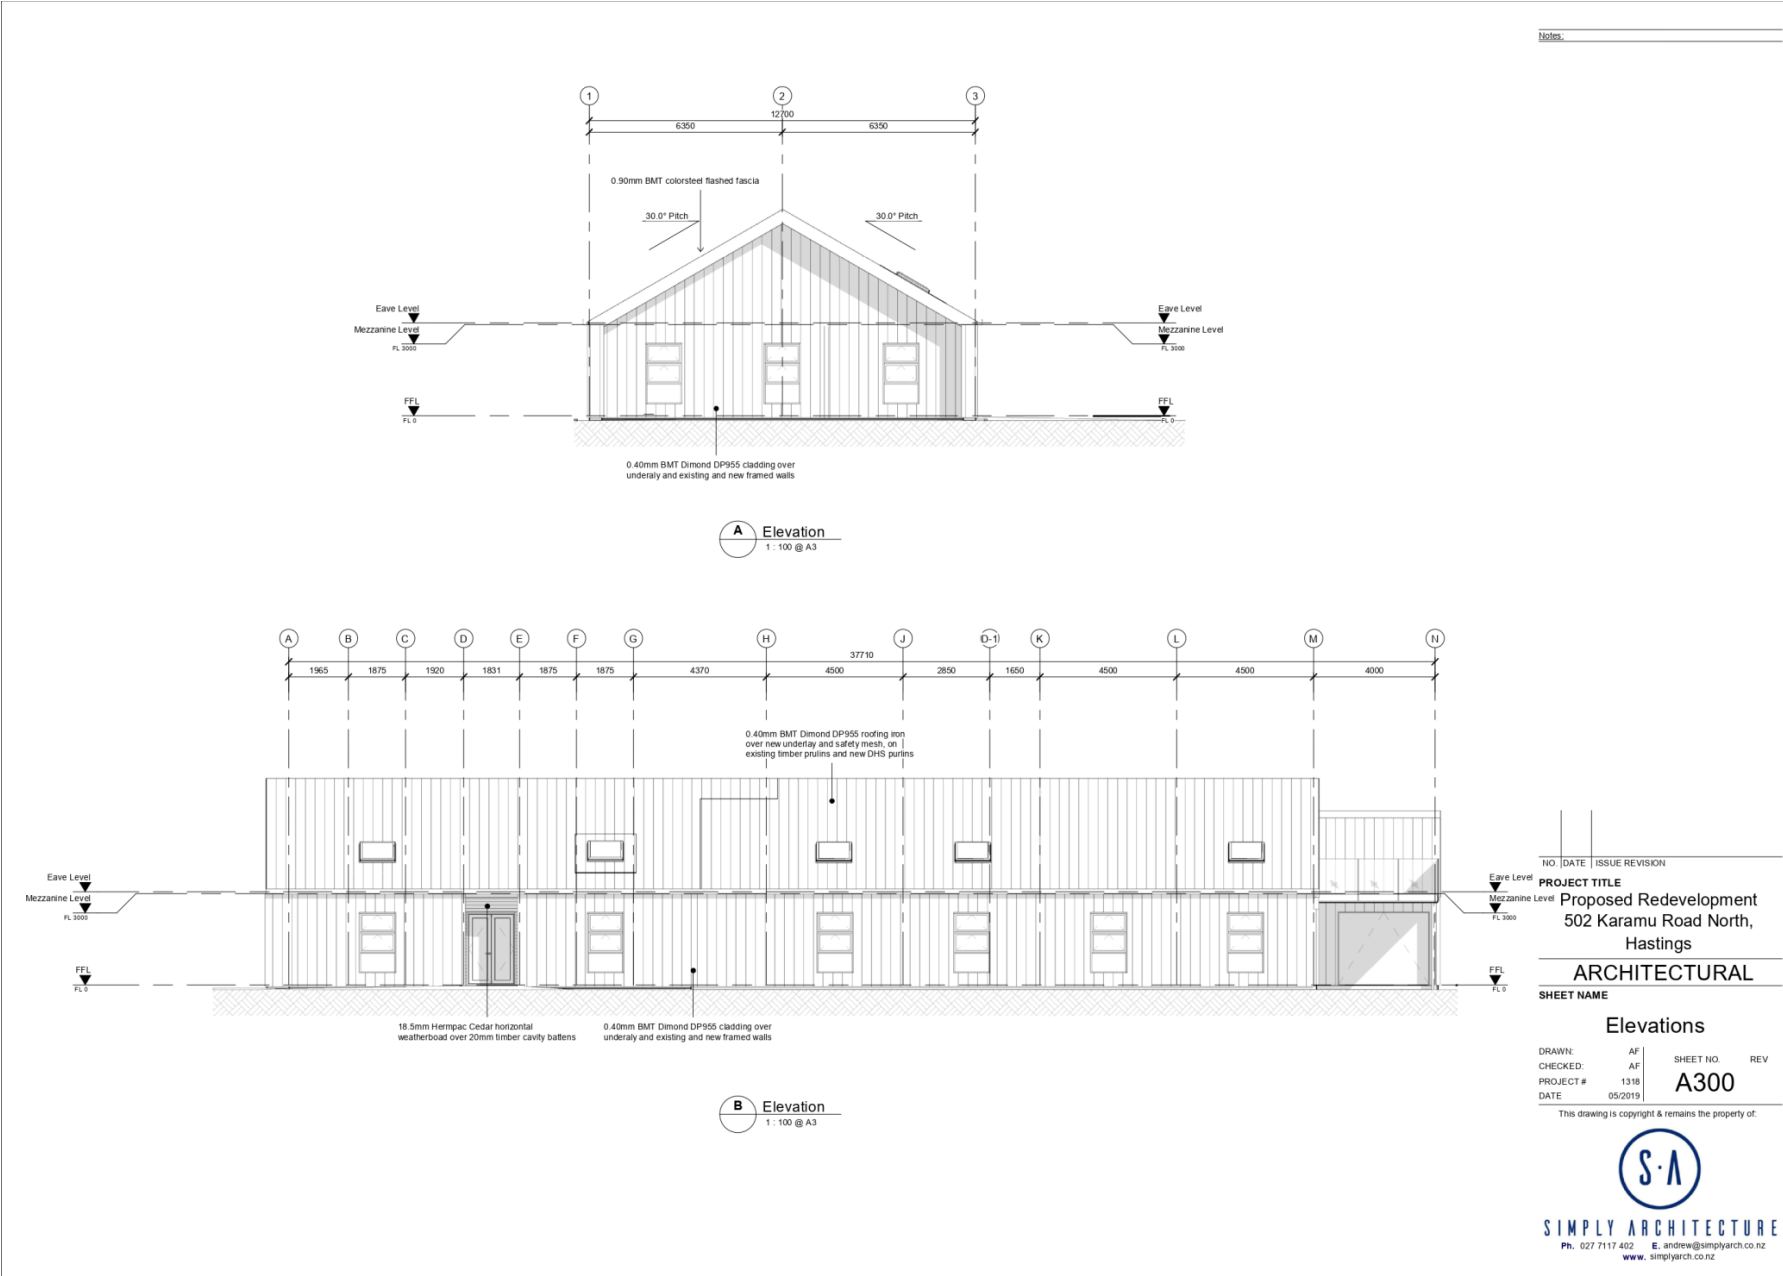 Notes:
1
2
3
12700
6350
6350
0.90mm BMT colorsteel flashed fascia
30.0° Pitch
30.0° Pitch
Eave Level
Eave Level
Mezzanine Level
Mezzanine Level
FL 3000
FL 3000
FFL
FFL
FL 0
FL 0
0.40mm BMT Dimond DP955 cladding over
underaly and existing and new framed walls
A
Elevation
1 : 100 @ A3
A
B
C
D
E
F
G
H
J
D-1
K
L
M
N
37710
1965
1875
1920
1831
1875
1875
4370
4500
2850
1650
4500
4500
4000
0.40mm BMT Dimond DP955 roofing iron
over new underlay and safety mesh, on
existing timber prulins and new DHS purlins
Eave Level
Eave Level
Mezzanine Level
Mezzanine Level
FL 3000
FL 3000
FFL
FFL
FL 0
FL 0
18.5mm Hermpac Cedar horizontal
weatherboad over 20mm timber cavity battens
0.40mm BMT Dimond DP955 cladding over
underaly and existing and new framed walls
B
Elevation
1 : 100 @ A3
NO. DATE ISSUE REVISION
PROJECT TITLE
Proposed Redevelopment
502 Karamu Road North,
Hastings
ARCHITECTURAL
SHEET NAME
Elevations
DRAWN: AF
CHECKED: AF
PROJECT # 1318
DATE 05/2019
SHEET NO. REV
A300
This drawing is copyright & remains the property of:
S·A
SIMPLY ARCHITECTURE
Ph. 027 7117 402 E. andrew@simplyarch.co.nz
www. simplyarch.co.nz